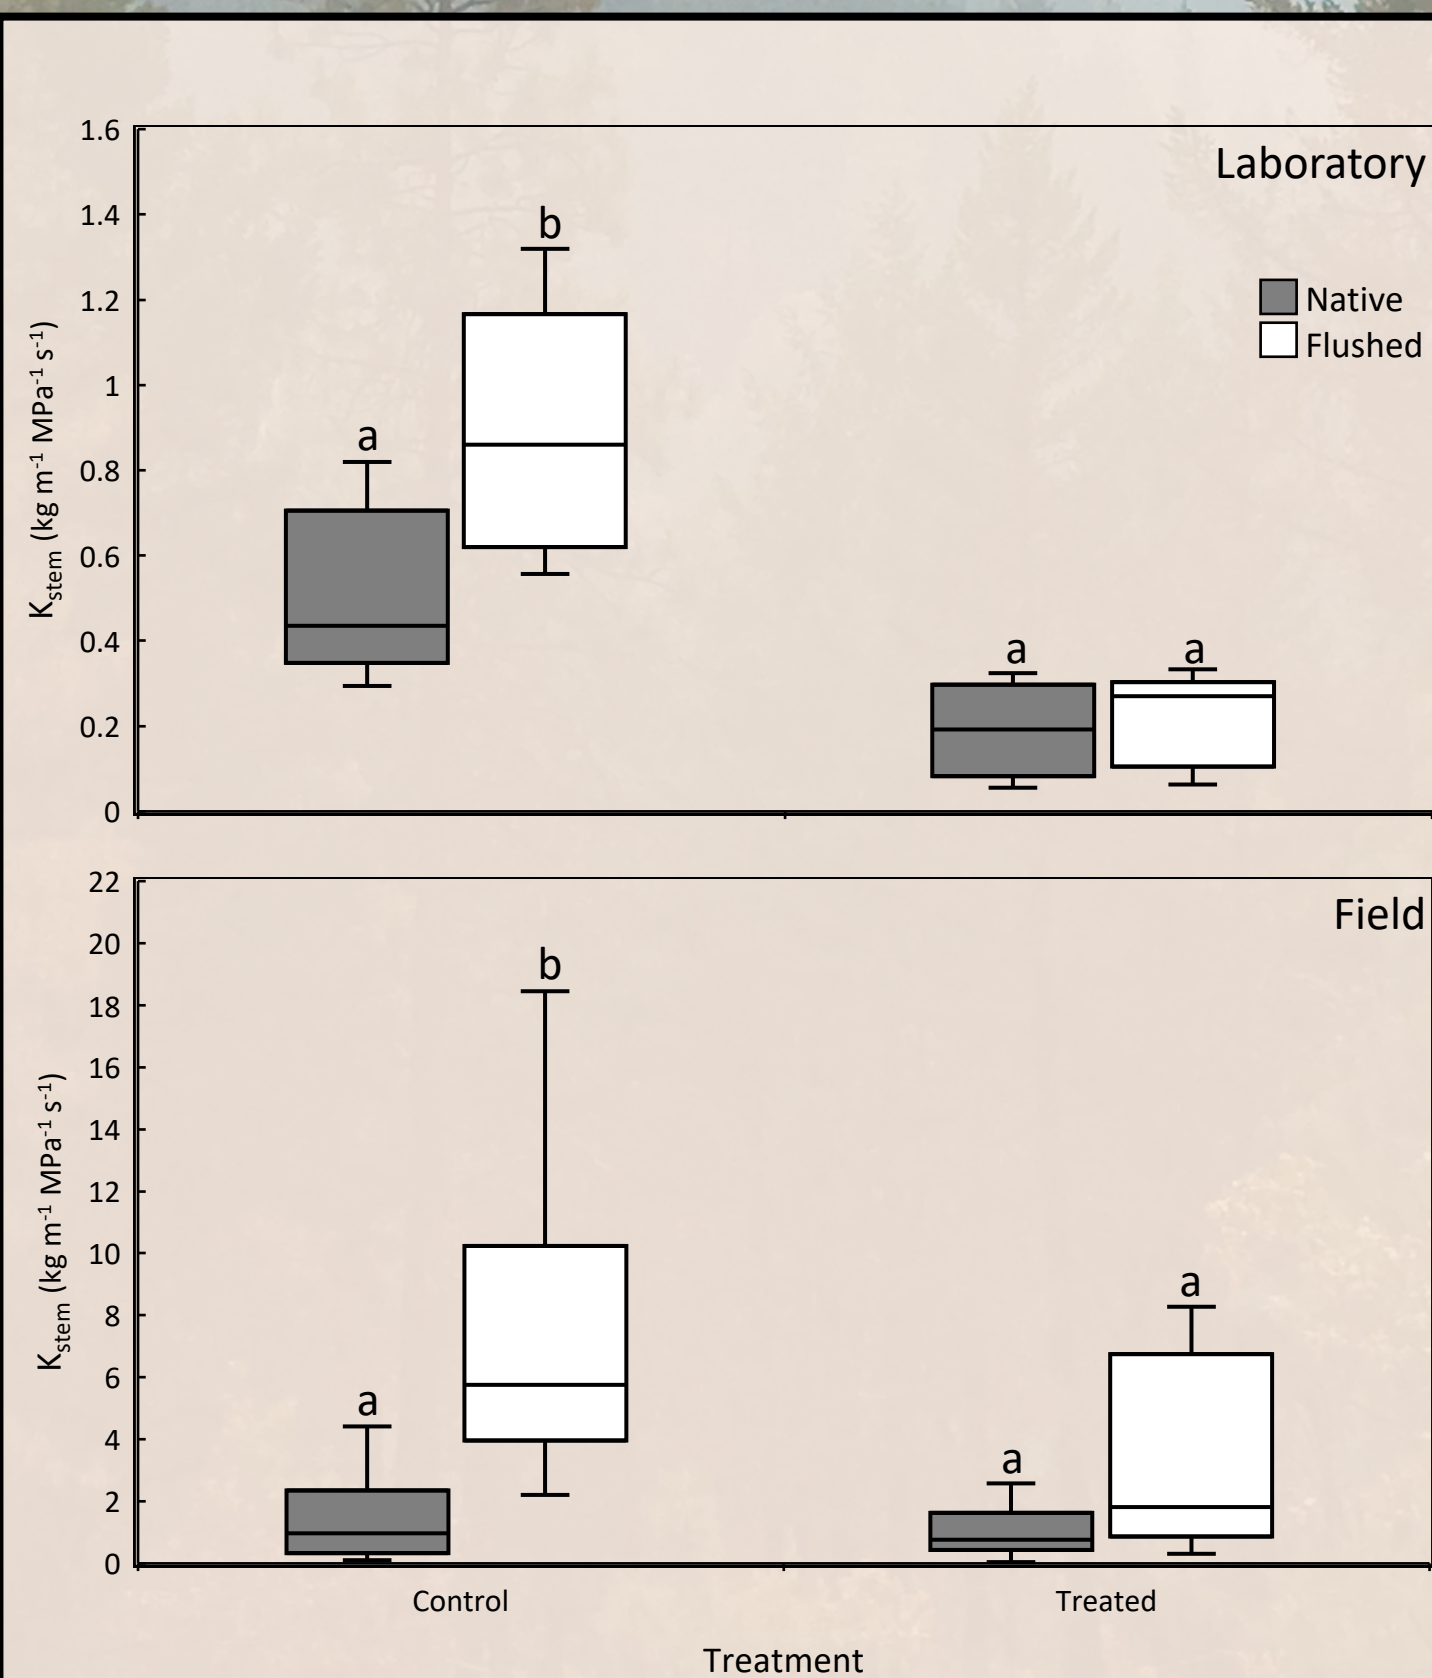 Laboratory
1.6
1.4
1.2
1
0.8
0.6
0.4
0.2
0
K_stem (kg m⁻¹ MPa⁻¹ s⁻¹)
Native
Flushed
a
b
a
a
Field
22
20
18
16
14
12
10
8
6
4
2
0
K_stem (kg m⁻¹ MPa⁻¹ s⁻¹)
a
b
a
a
Control
Treated
Treatment